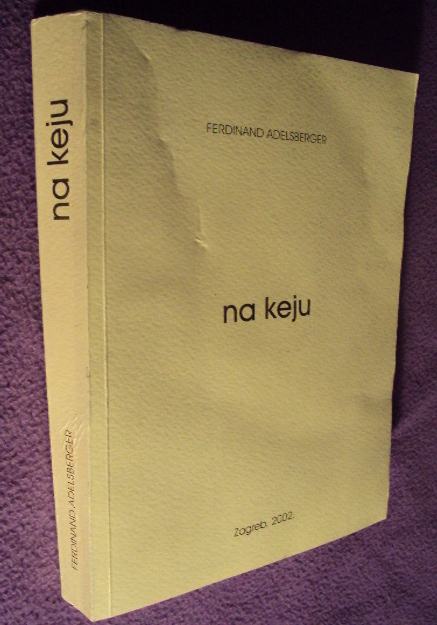 na keju
FERDINAND ADELSBERGER
FERDINAND ADELSBERGER
na keju
Zagreb, 2002.